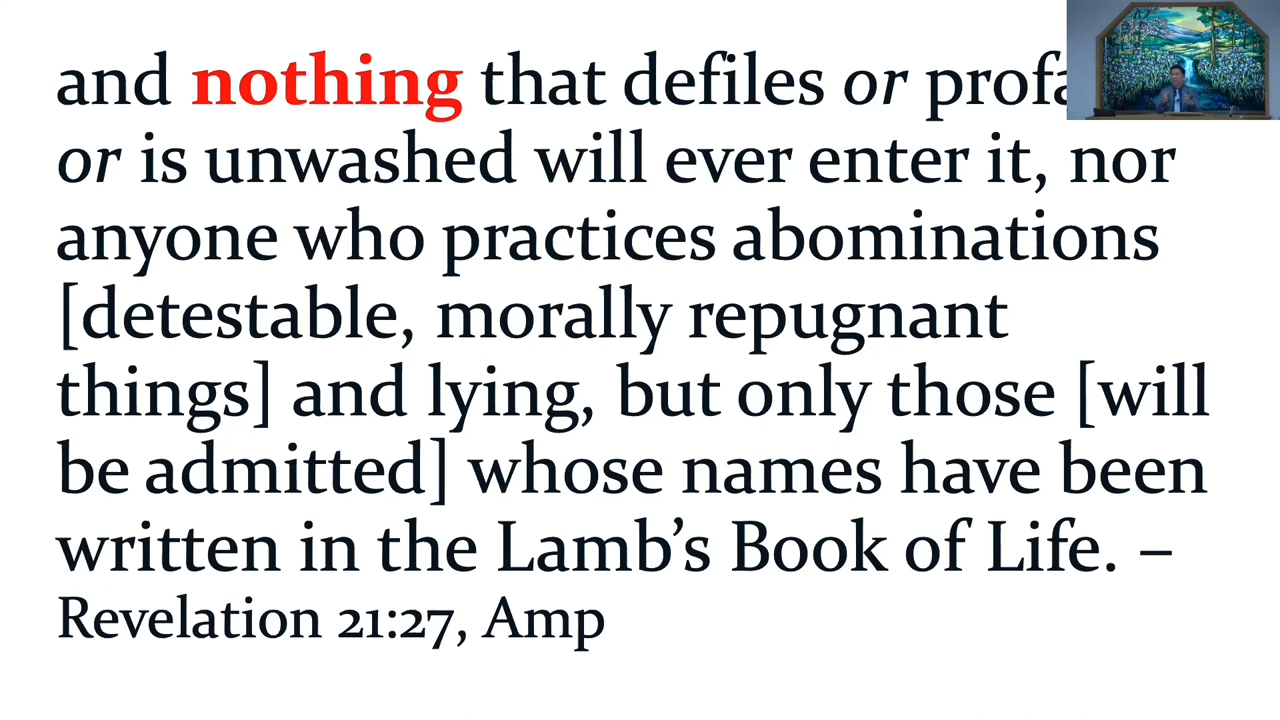 and nothing that defiles or
or is unwashed will ever enter it, nor
anyone who practices abominations
[detestable, morally repugnant
things] and lying, but only those [will
be admitted] whose names have been
written in the Lamb’s Book of Life. –
Revelation 21:27, Amp